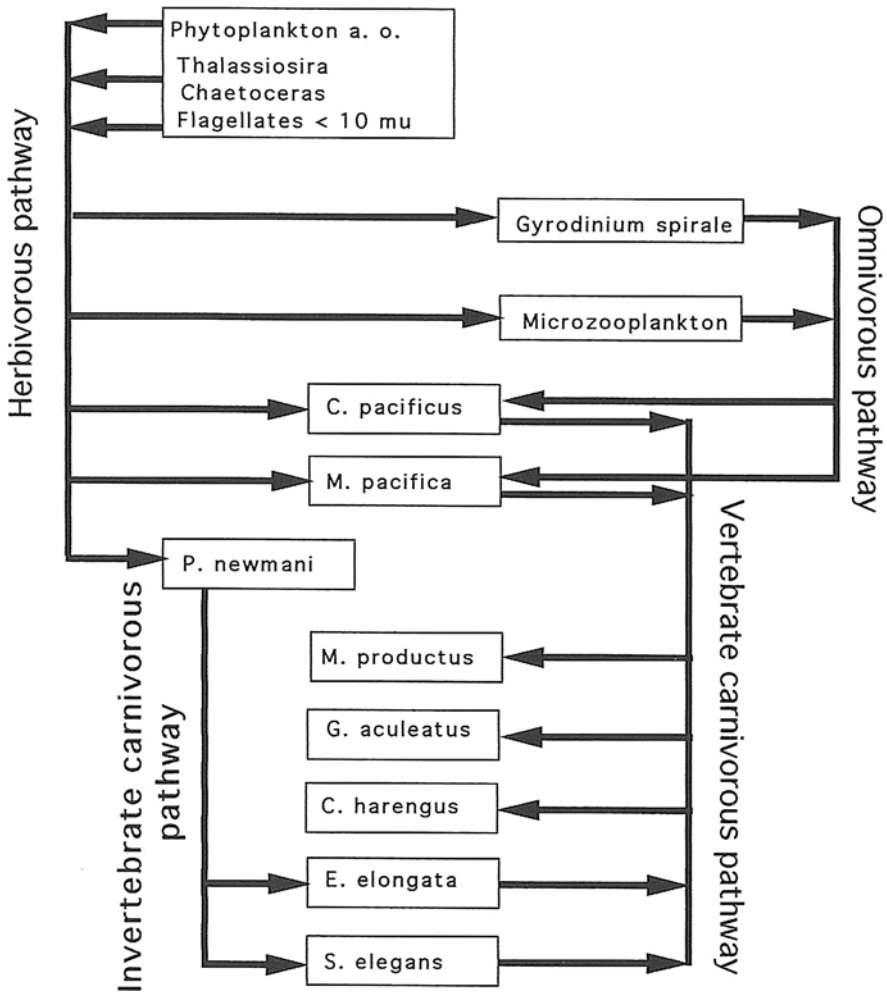 Phytoplankton a. o.
Thalassiosira
Chaetoceras
Flagellates < 10 mu
Herbivorous pathway
Gyrodinium spirale
Omnivorous pathway
Microzooplankton
C. pacificus
M. pacifica
P. newmani
Vertebrate carnivorous pathway
Invertebrate carnivorous
pathway
M. productus
G. aculeatus
C. harengus
E. elongata
S. elegans